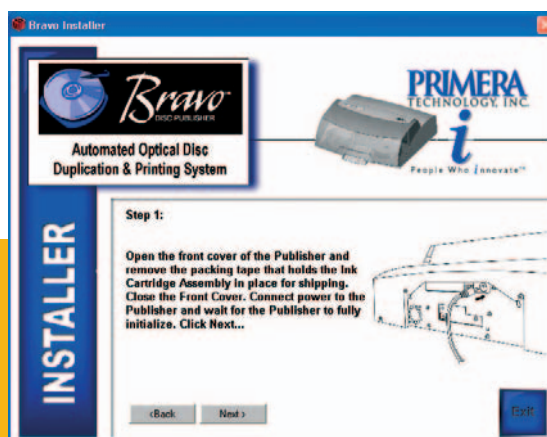 Bravo Installer
Bravo
DISC PUBLISHER
Automated Optical Disc
Duplication & Printing System
PRIMERA
TECHNOLOGY, INC.
i
People Who innovate™
INSTALLER
Step 1:
Open the front cover of the Publisher and
remove the packing tape that holds the Ink
Cartridge Assembly in place for shipping.
Close the Front Cover. Connect power to the
Publisher and wait for the Publisher to fully
initialize. Click Next...
<Back
Next>
Exit